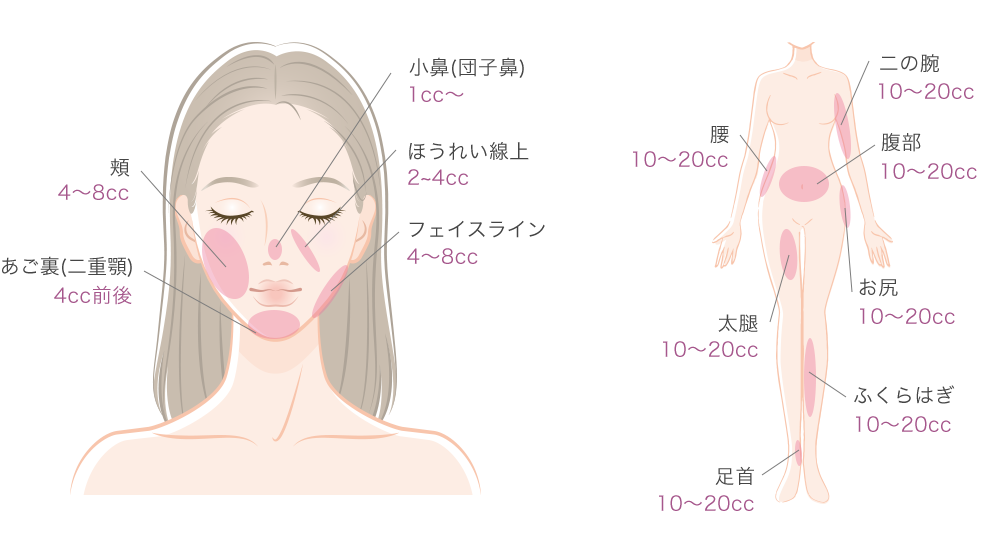 小鼻(団子鼻)
1cc～
ほうれい線上
2~4cc
頬
4～8cc
フェイスライン
4～8cc
あご裏(二重顎)
4cc前後
二の腕
10～20cc
腰
10～20cc
腹部
10～20cc
お尻
10～20cc
太腿
10～20cc
ふくらはぎ
10～20cc
足首
10～20cc